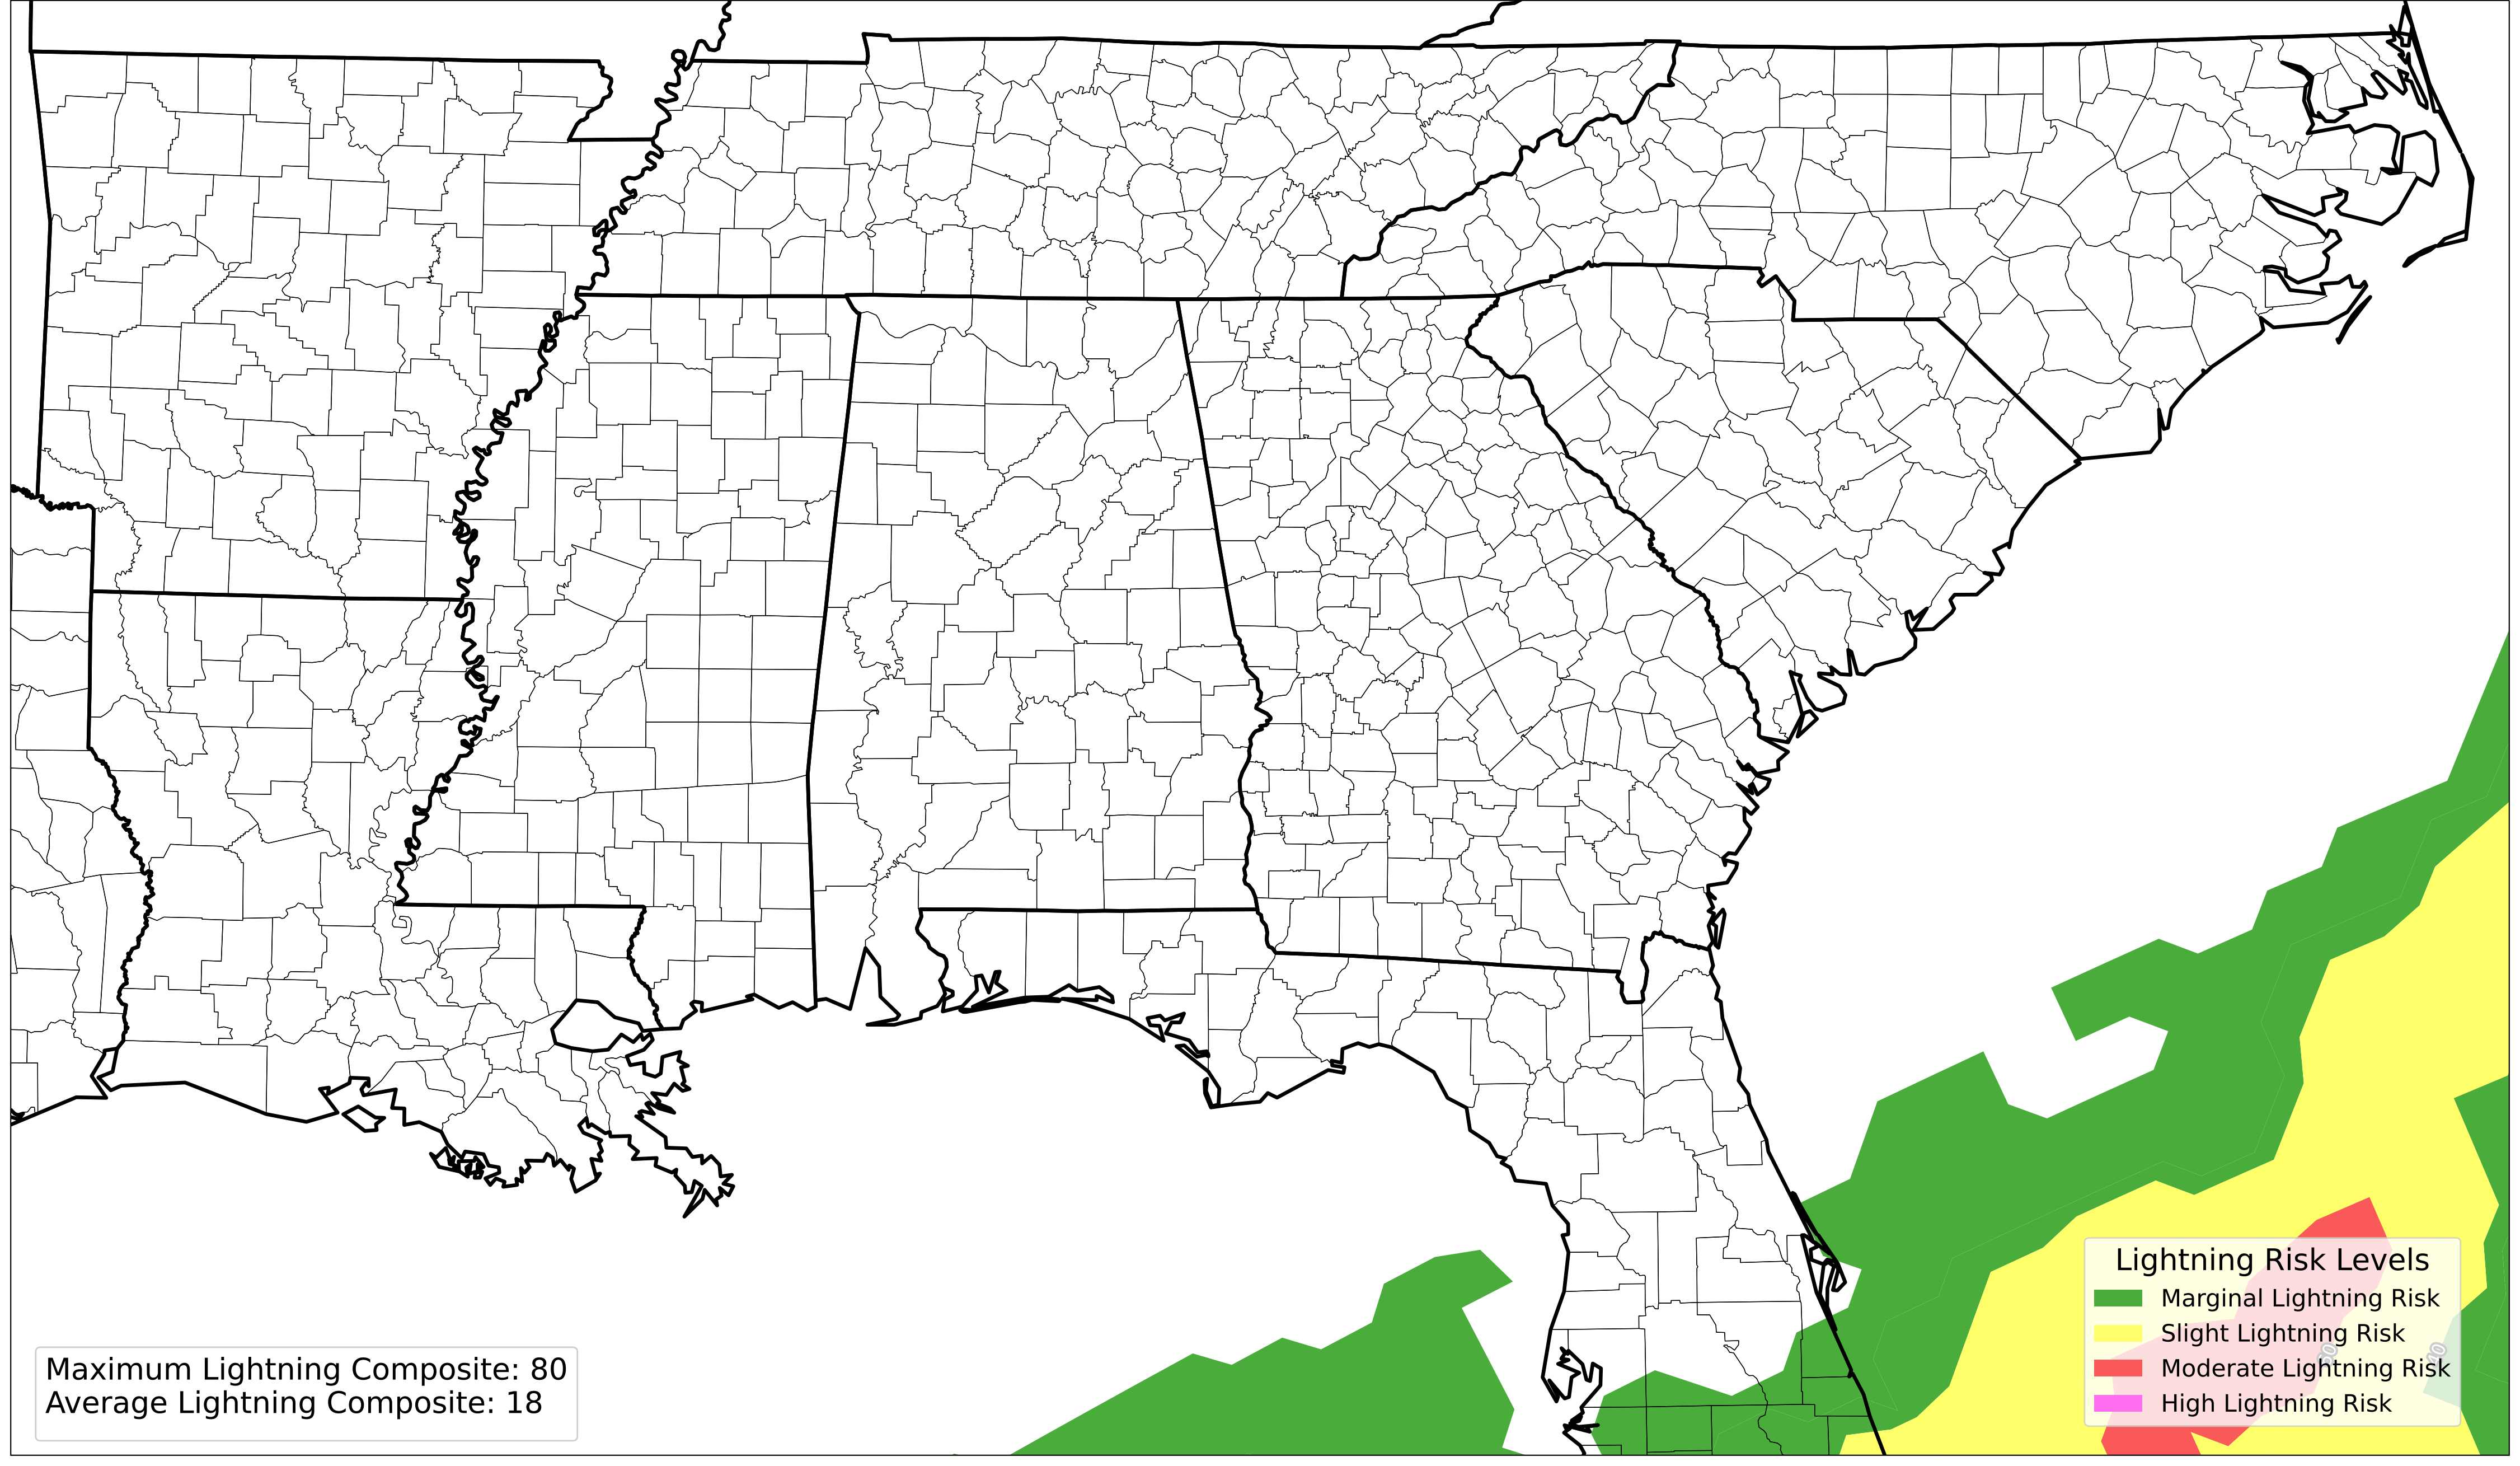 Maximum Lightning Composite: 80
Average Lightning Composite: 18
Lightning Risk Levels
Marginal Lightning Risk
Slight Lightning Risk
Moderate Lightning Risk
High Lightning Risk